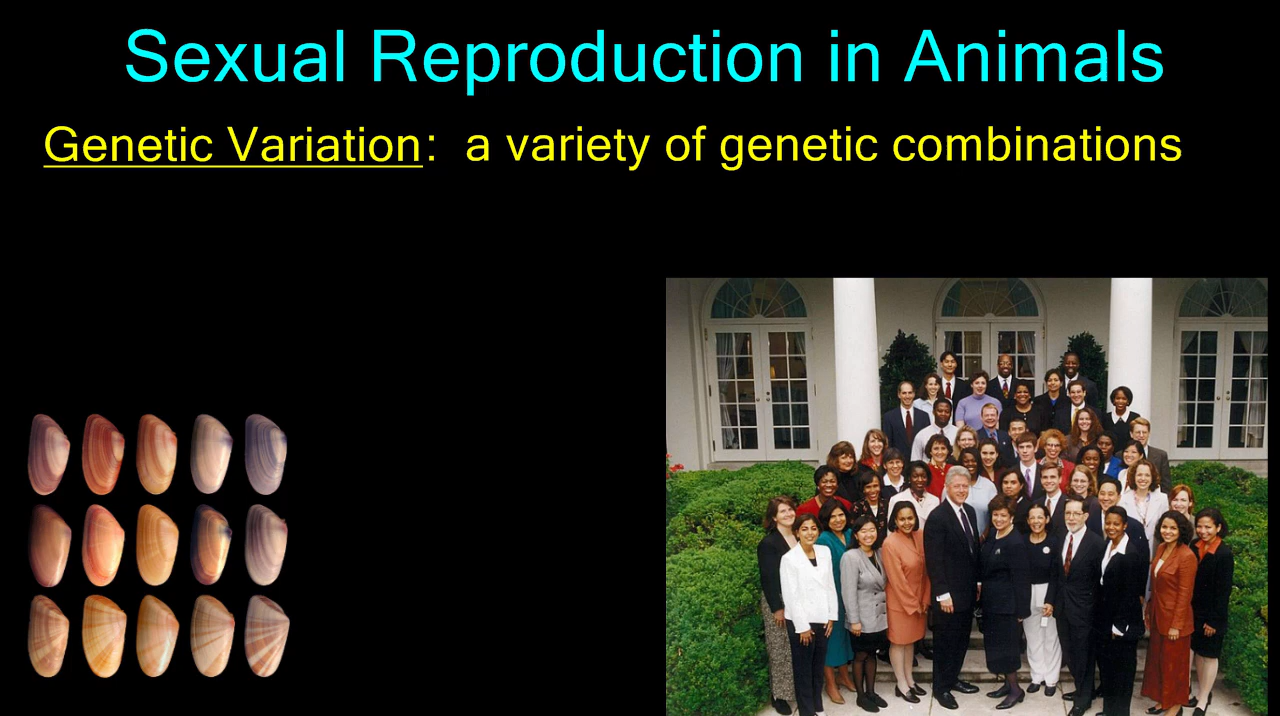 Sexual Reproduction in Animals
Genetic Variation:  a variety of genetic combinations